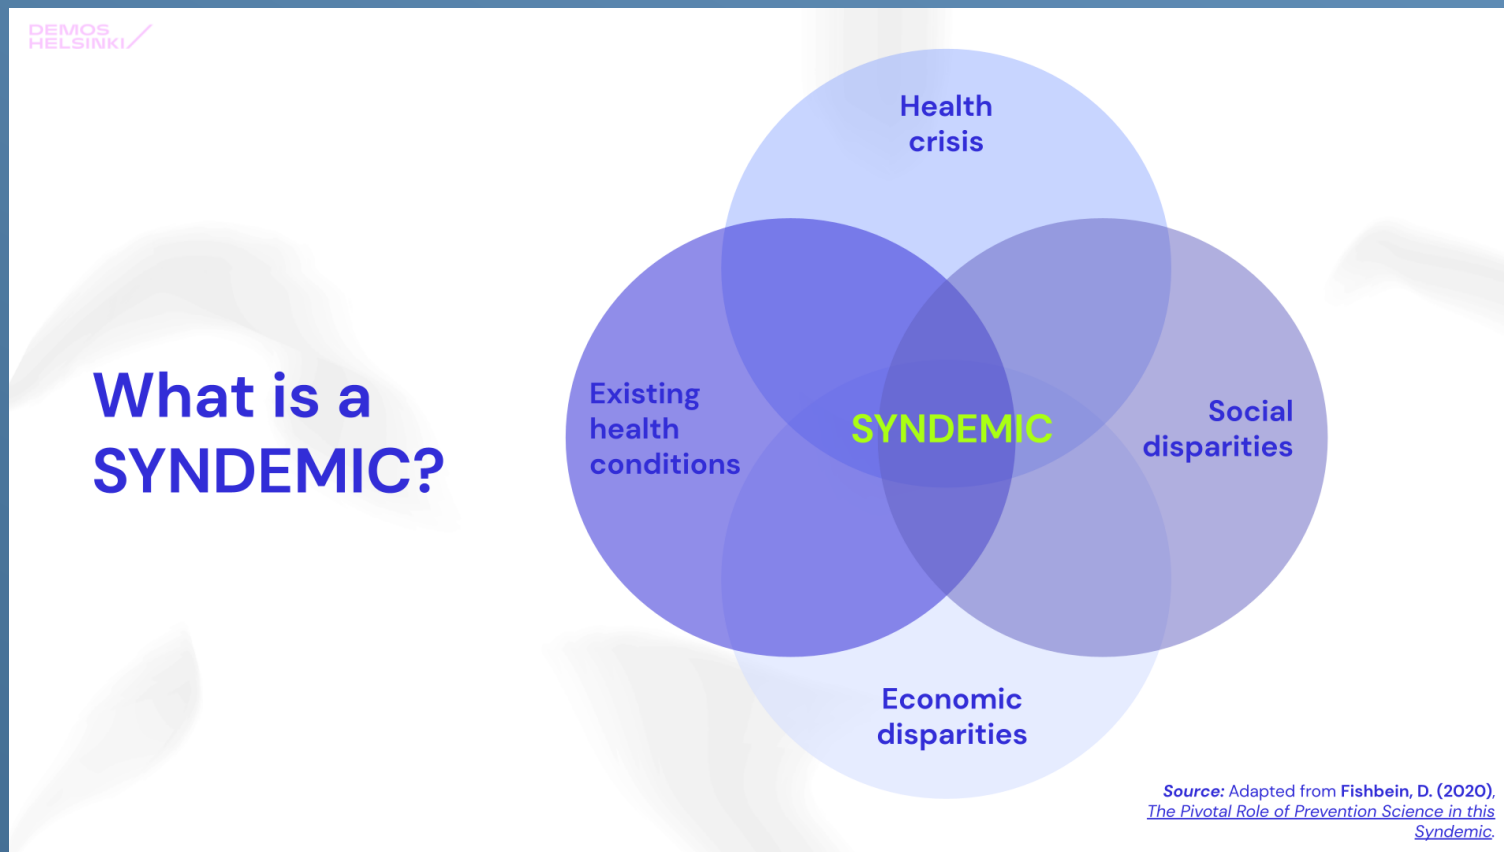 DEMOS
HELSINKI
What is a
SYNDEMIC?
Health
crisis
Existing
health
conditions
SYNDEMIC
Social
disparities
Economic
disparities
Source: Adapted from Fishbein, D. (2020),
The Pivotal Role of Prevention Science in this
Syndemic.